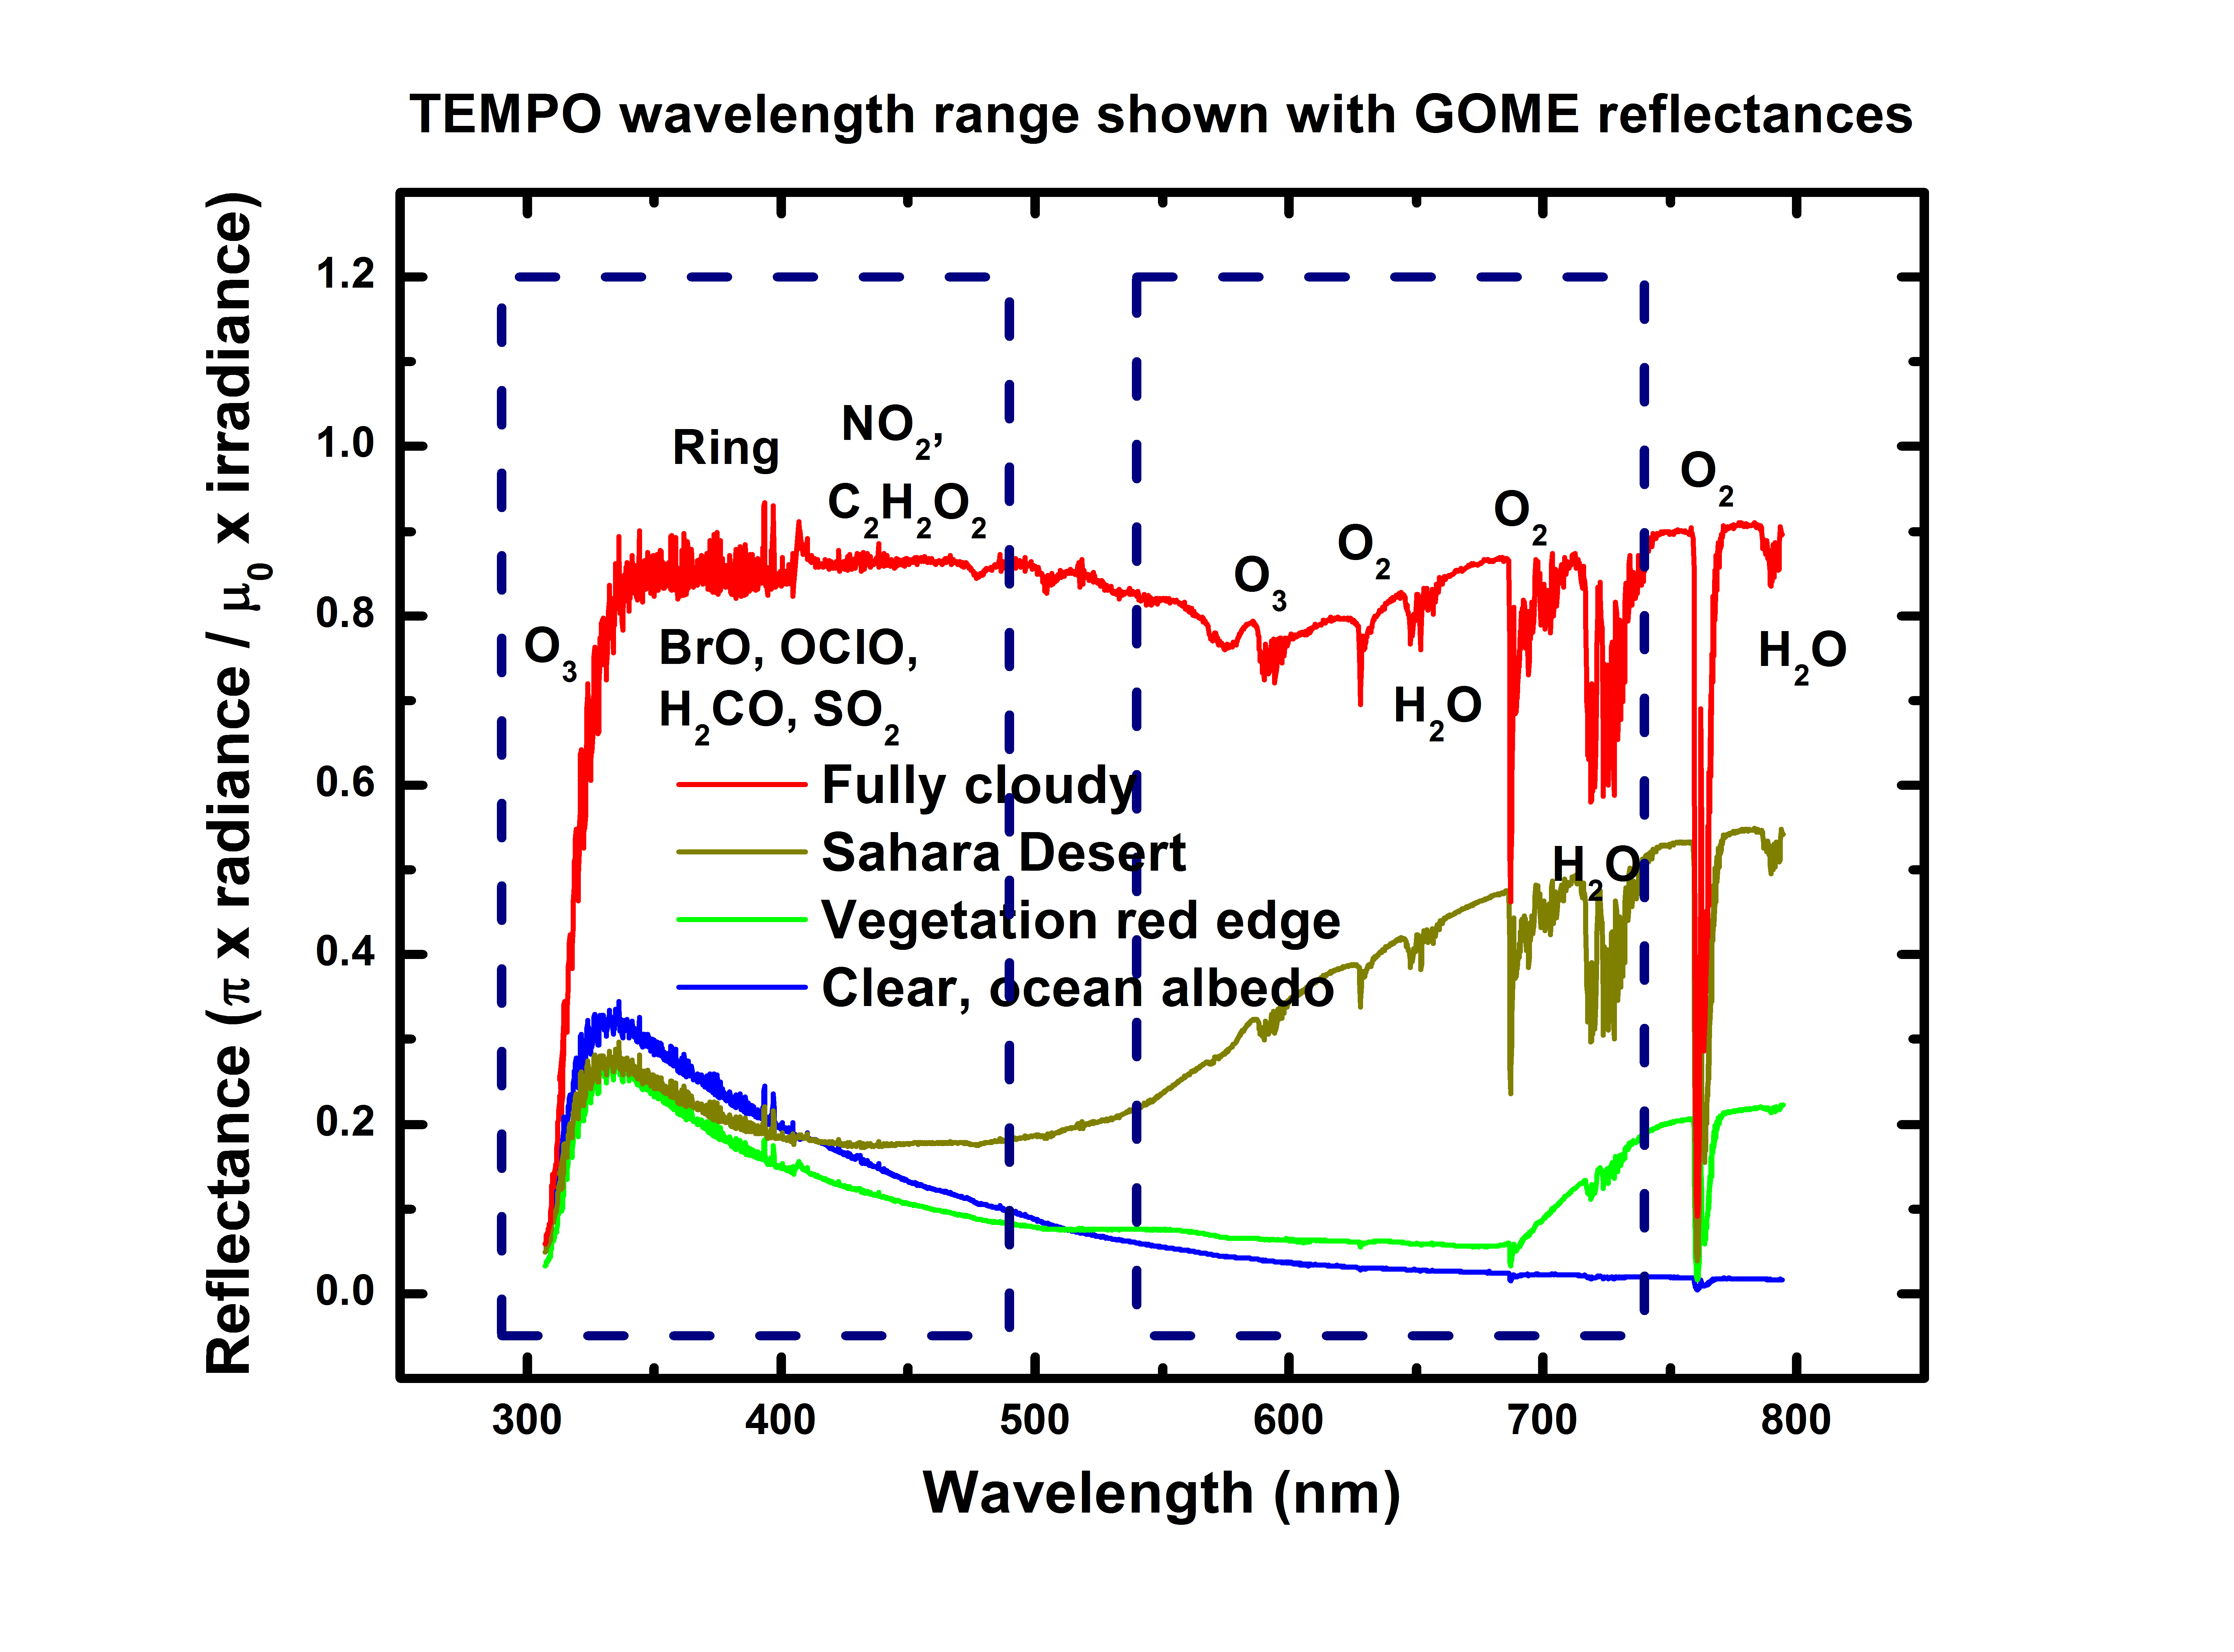 TEMPO wavelength range shown with GOME reflectances
Reflectance (π x radiance / μ₀ x irradiance)
1.2
1.0
0.8
0.6
0.4
0.2
0.0
Ring
NO₂,
C₂H₂O₂
O₃
BrO, OClO,
H₂CO, SO₂
O₃
O₂
H₂O
O₂
O₂
H₂O
H₂O
Fully cloudy
Sahara Desert
Vegetation red edge
Clear, ocean albedo
300 400 500 600 700 800
Wavelength (nm)